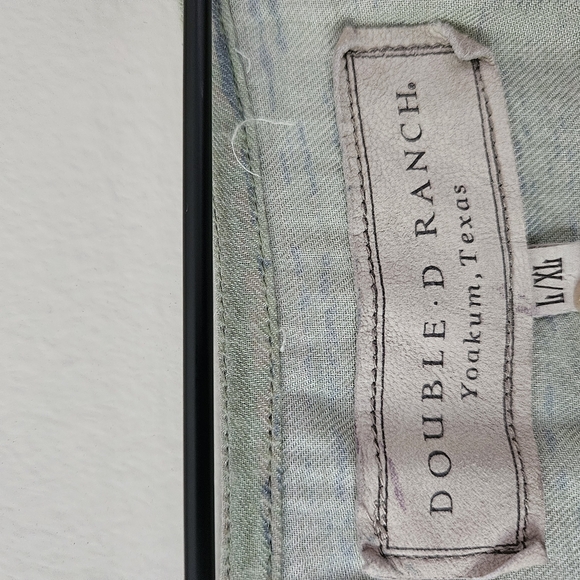 DOUBLE · D RANCH®
Yoakum, Texas
L/XL